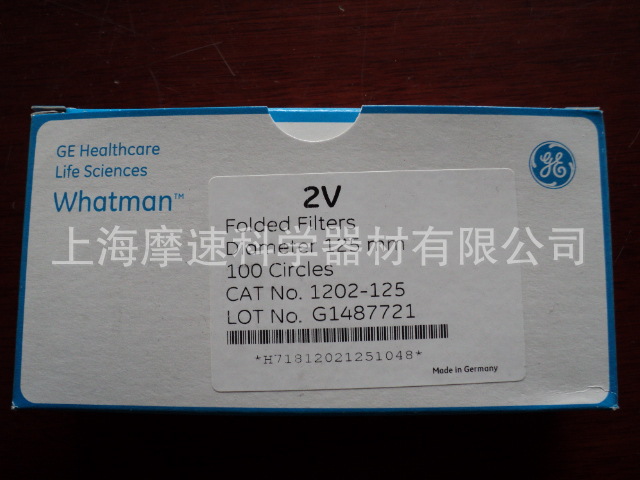 GE Healthcare
Life Sciences
Whatman™
GE
2V
Folded Filters
Diameter 125 mm
100 Circles
CAT No. 1202-125
LOT No. G1487721
*H71812021251048*
Made in Germany
上海摩速科学器材有限公司